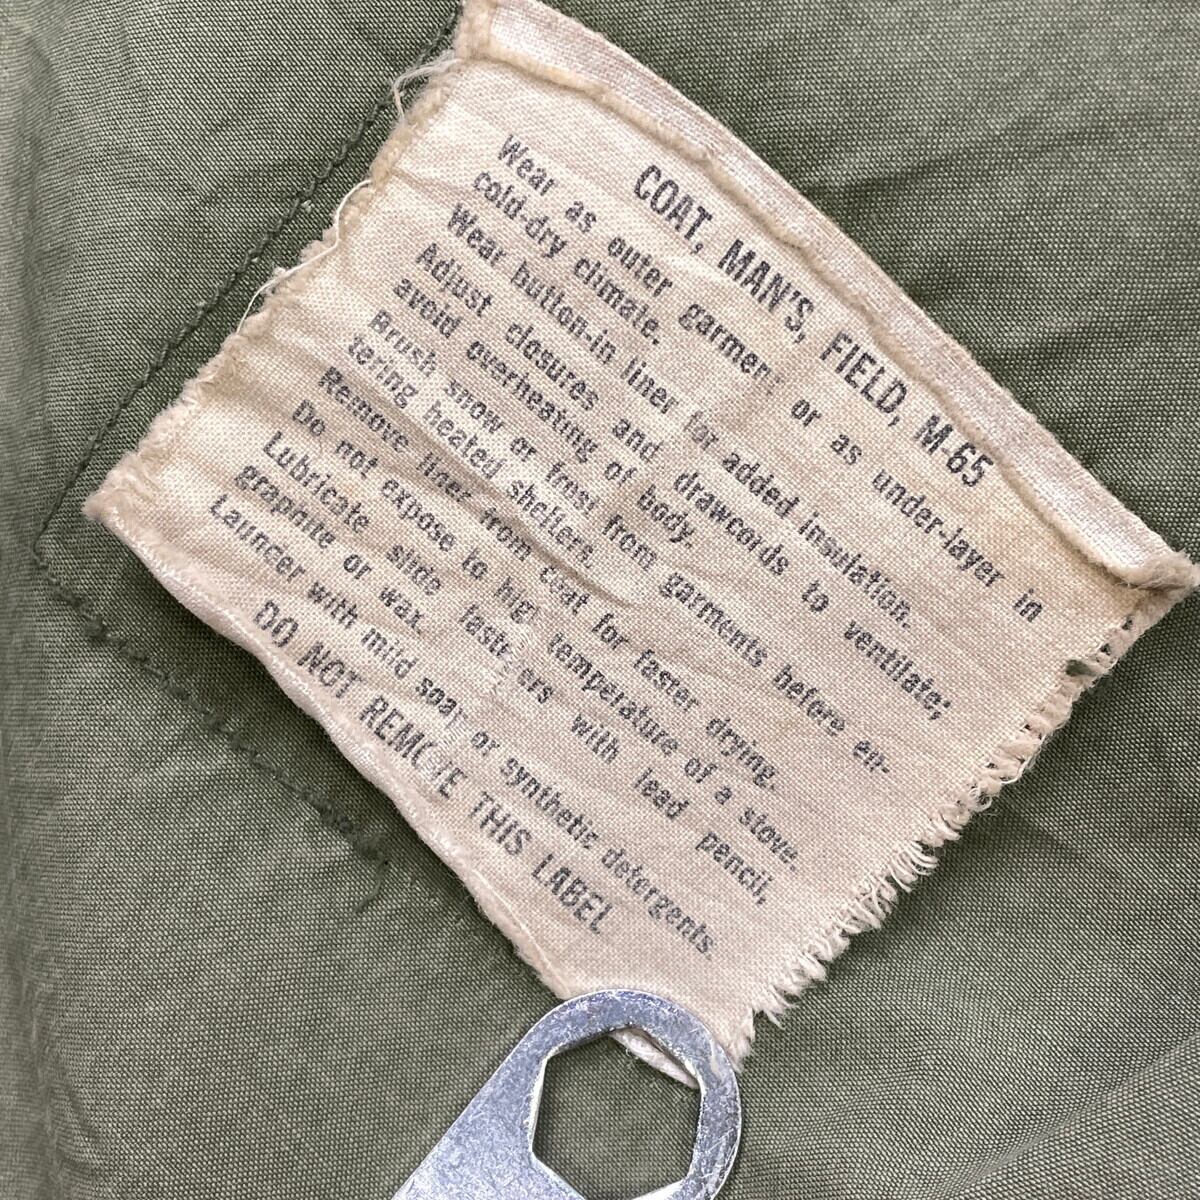 COAT, MAN'S, FIELD, M-65
Wear as outer garment or as under-layer in
cold-dry climate.
Wear button-in liner for added insulation.
Adjust closures and drawcords to ventilate;
avoid overheating of body.
Brush snow or frost from garments before en-
tering heated shelters.
Remove liner from coat for faster drying.
Do not expose to high temperature of a stove.
Lubricate slide fasteners with lead pencil,
graphite or wax.
Launder with mild soap or synthetic detergents.
DO NOT REMOVE THIS LABEL